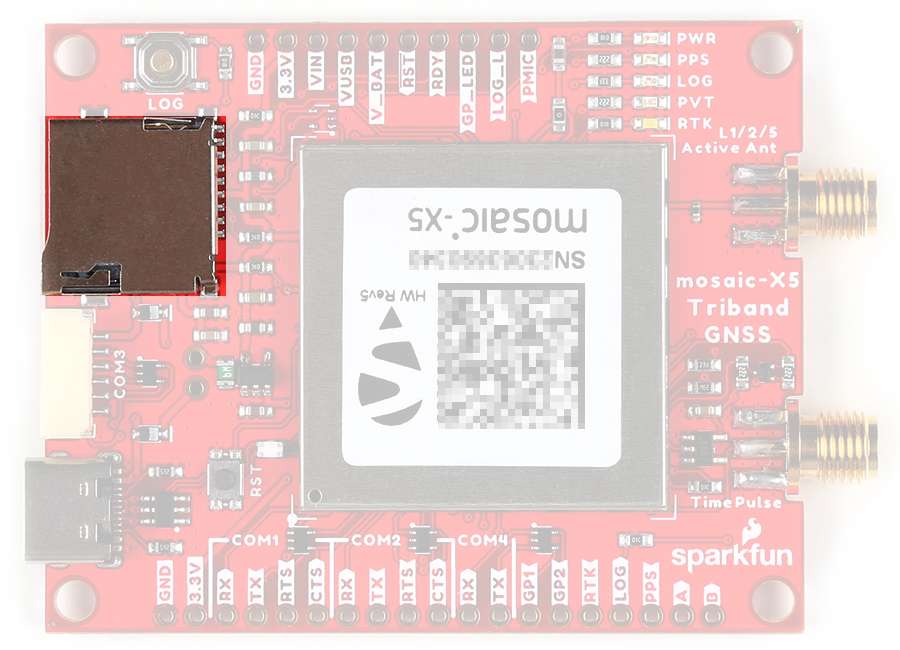 LOG
GND
3.3V
VIN
VUSB
V_BAT
RST
RDY
GP_LED
LOG_L
PMIC
PWR
PPS
LOG
PVT
RTK
L1/2/5
Active Ant
mosaic-X5
SN
HW Rev5
mosaic-X5
Triband
GNSS
COM3
RST
TimePulse
sparkfun
COM1
COM2
COM4
GND
3.3V
RX
TX
RTS
CTS
RX
TX
RTS
CTS
RX
TX
GP1
GP2
RTK
LOG
PPS
A
B